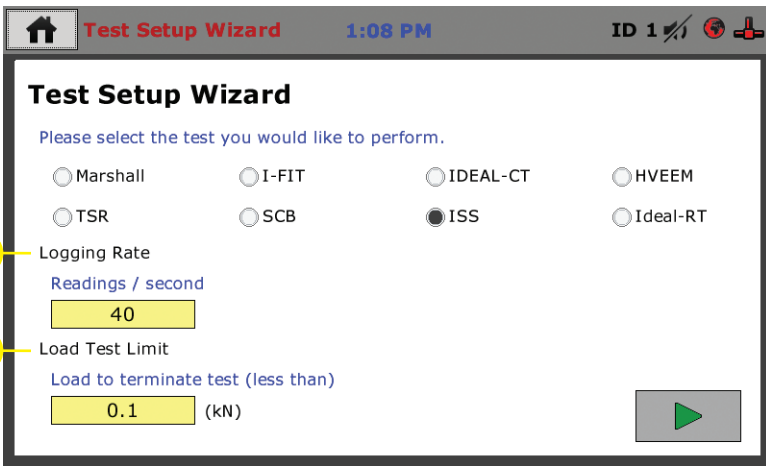 Test Setup Wizard 1:08 PM ID 1
Test Setup Wizard
Please select the test you would like to perform.
Marshall I-FIT IDEAL-CT HVEEM
TSR SCB ISS Ideal-RT
Logging Rate
Readings / second
40
Load Test Limit
Load to terminate test (less than)
0.1 (kN)